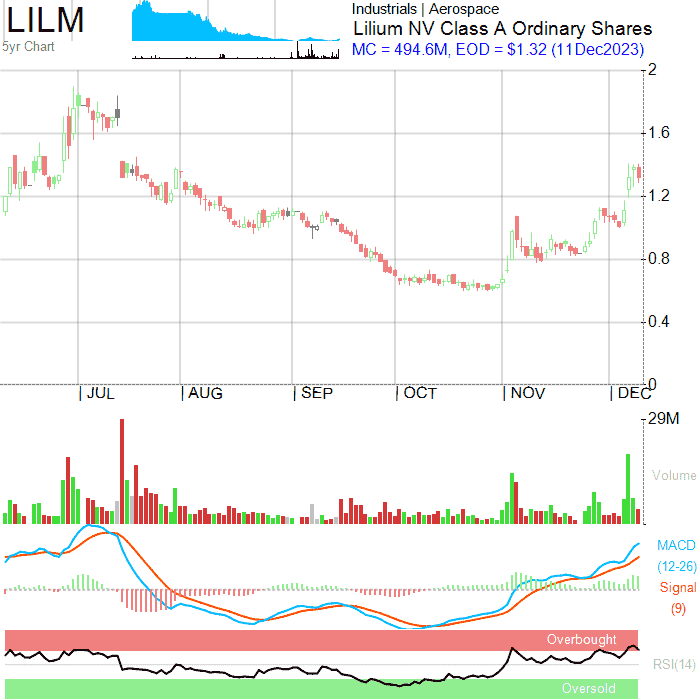 LILM
5yr Chart
Industrials | Aerospace
Lilium NV Class A Ordinary Shares
MC = 494.6M, EOD = $1.32 (11Dec2023)
2
1.6
1.2
0.8
0.4
0
| JUL | AUG | SEP | OCT | NOV | DEC
29M
Volume
MACD
(12-26)
Signal
(9)
Overbought
RSI(14)
Oversold